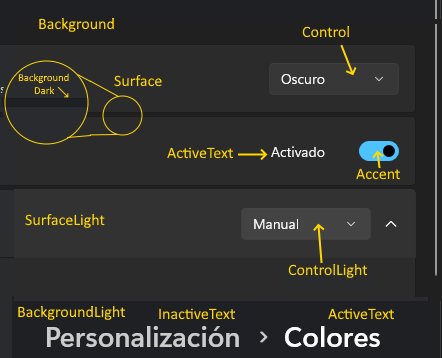 Background
Control
Oscuro
Background
Dark
Surface
s
ActiveText
Activado
Accent
SurfaceLight
Manual
ControlLight
BackgroundLight
InactiveText
ActiveText
Personalización > Colores